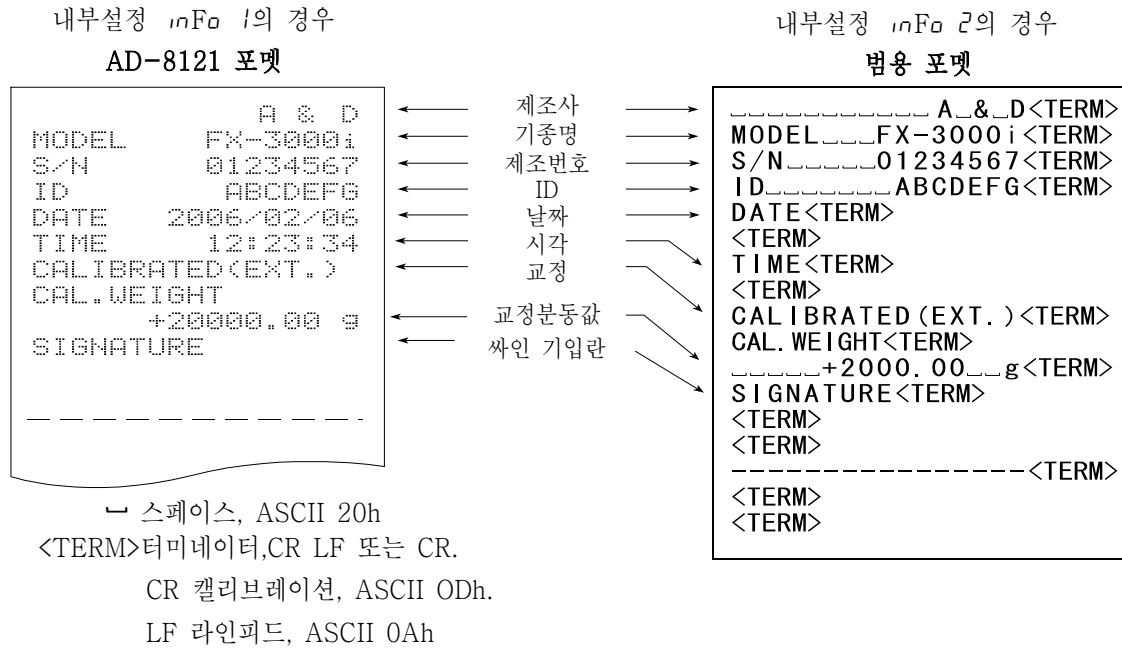 내부설정 inFo 1의 경우
AD-8121 포멧
A & D
MODEL FX-3000i
S/N 01234567
ID ABCDEFG
DATE 2006/02/06
TIME 12:23:34
CALIBRATED(EXT.)
CAL.WEIGHT
+20000.00 g
SIGNATURE
제조사
기종명
제조번호
ID
날짜
시각
교정
교정분동값
싸인 기입란
내부설정 inFo 2의 경우
범용 포멧
␣␣␣␣␣␣␣␣␣␣␣ A␣&␣D<TERM>
MODEL␣␣␣FX-3000i<TERM>
S/N␣␣␣␣␣01234567<TERM>
ID␣␣␣␣␣␣␣ABCDEFG<TERM>
DATE<TERM>
<TERM>
TIME<TERM>
<TERM>
CALIBRATED(EXT.)<TERM>
CAL.WEIGHT<TERM>
␣␣␣␣␣+2000.00␣␣g<TERM>
SIGNATURE<TERM>
<TERM>
<TERM>
----------------<TERM>
<TERM>
<TERM>
␣ 스페이스, ASCII 20h
<TERM>터미네이터,CR LF 또는 CR.
CR 캘리브레이션, ASCII ODh.
LF 라인피드, ASCII 0Ah